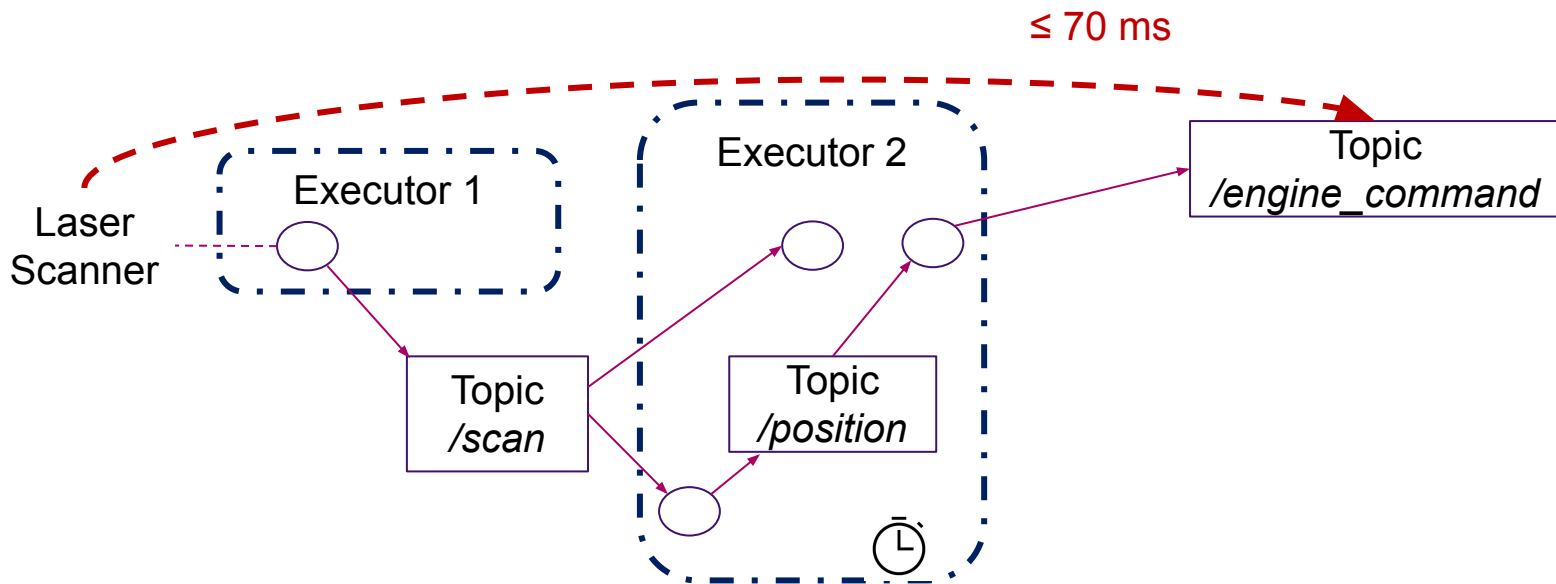 ≤ 70 ms
Executor 1
Executor 2
Topic
/engine_command
Laser
Scanner
Topic
/scan
Topic
/position